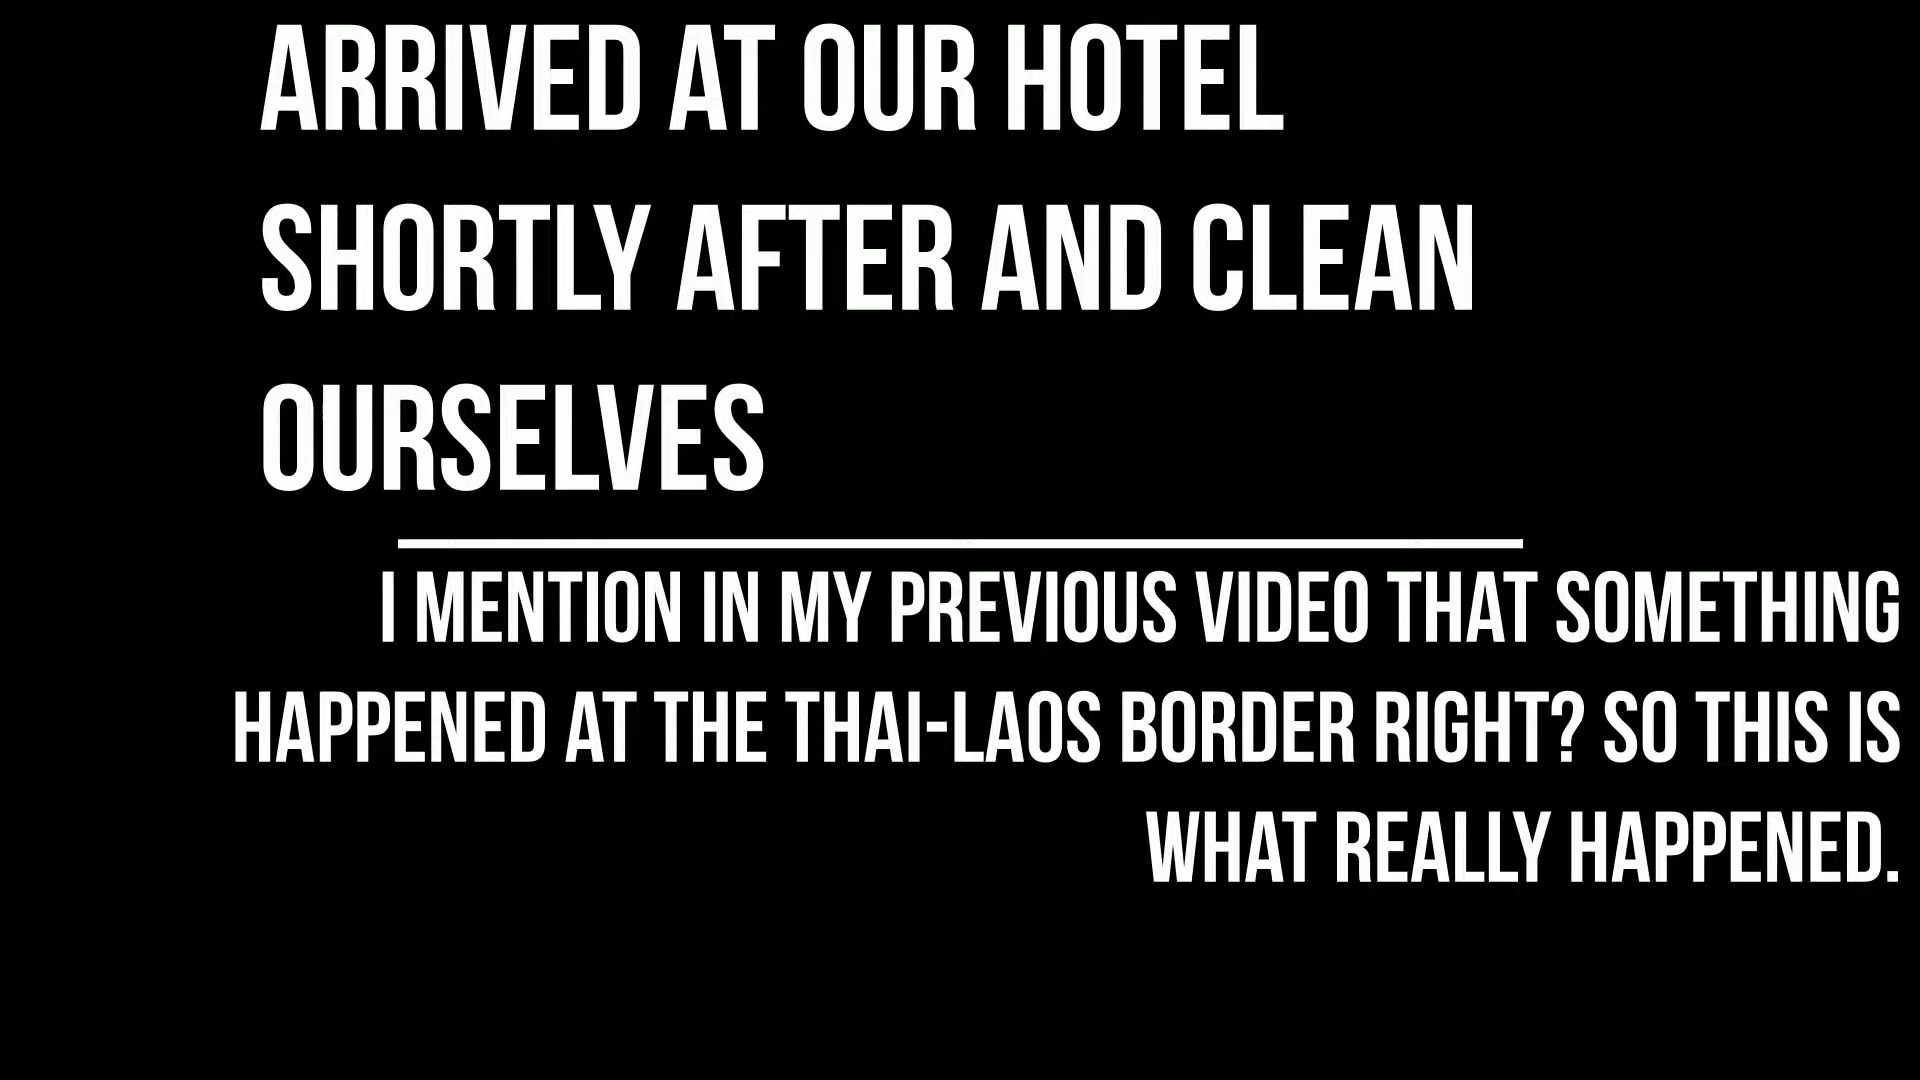 ARRIVED AT OUR HOTEL
SHORTLY AFTER AND CLEAN
OURSELVES
I MENTION IN MY PREVIOUS VIDEO THAT SOMETHING
HAPPENED AT THE THAI-LAOS BORDER RIGHT? SO THIS IS
WHAT REALLY HAPPENED.